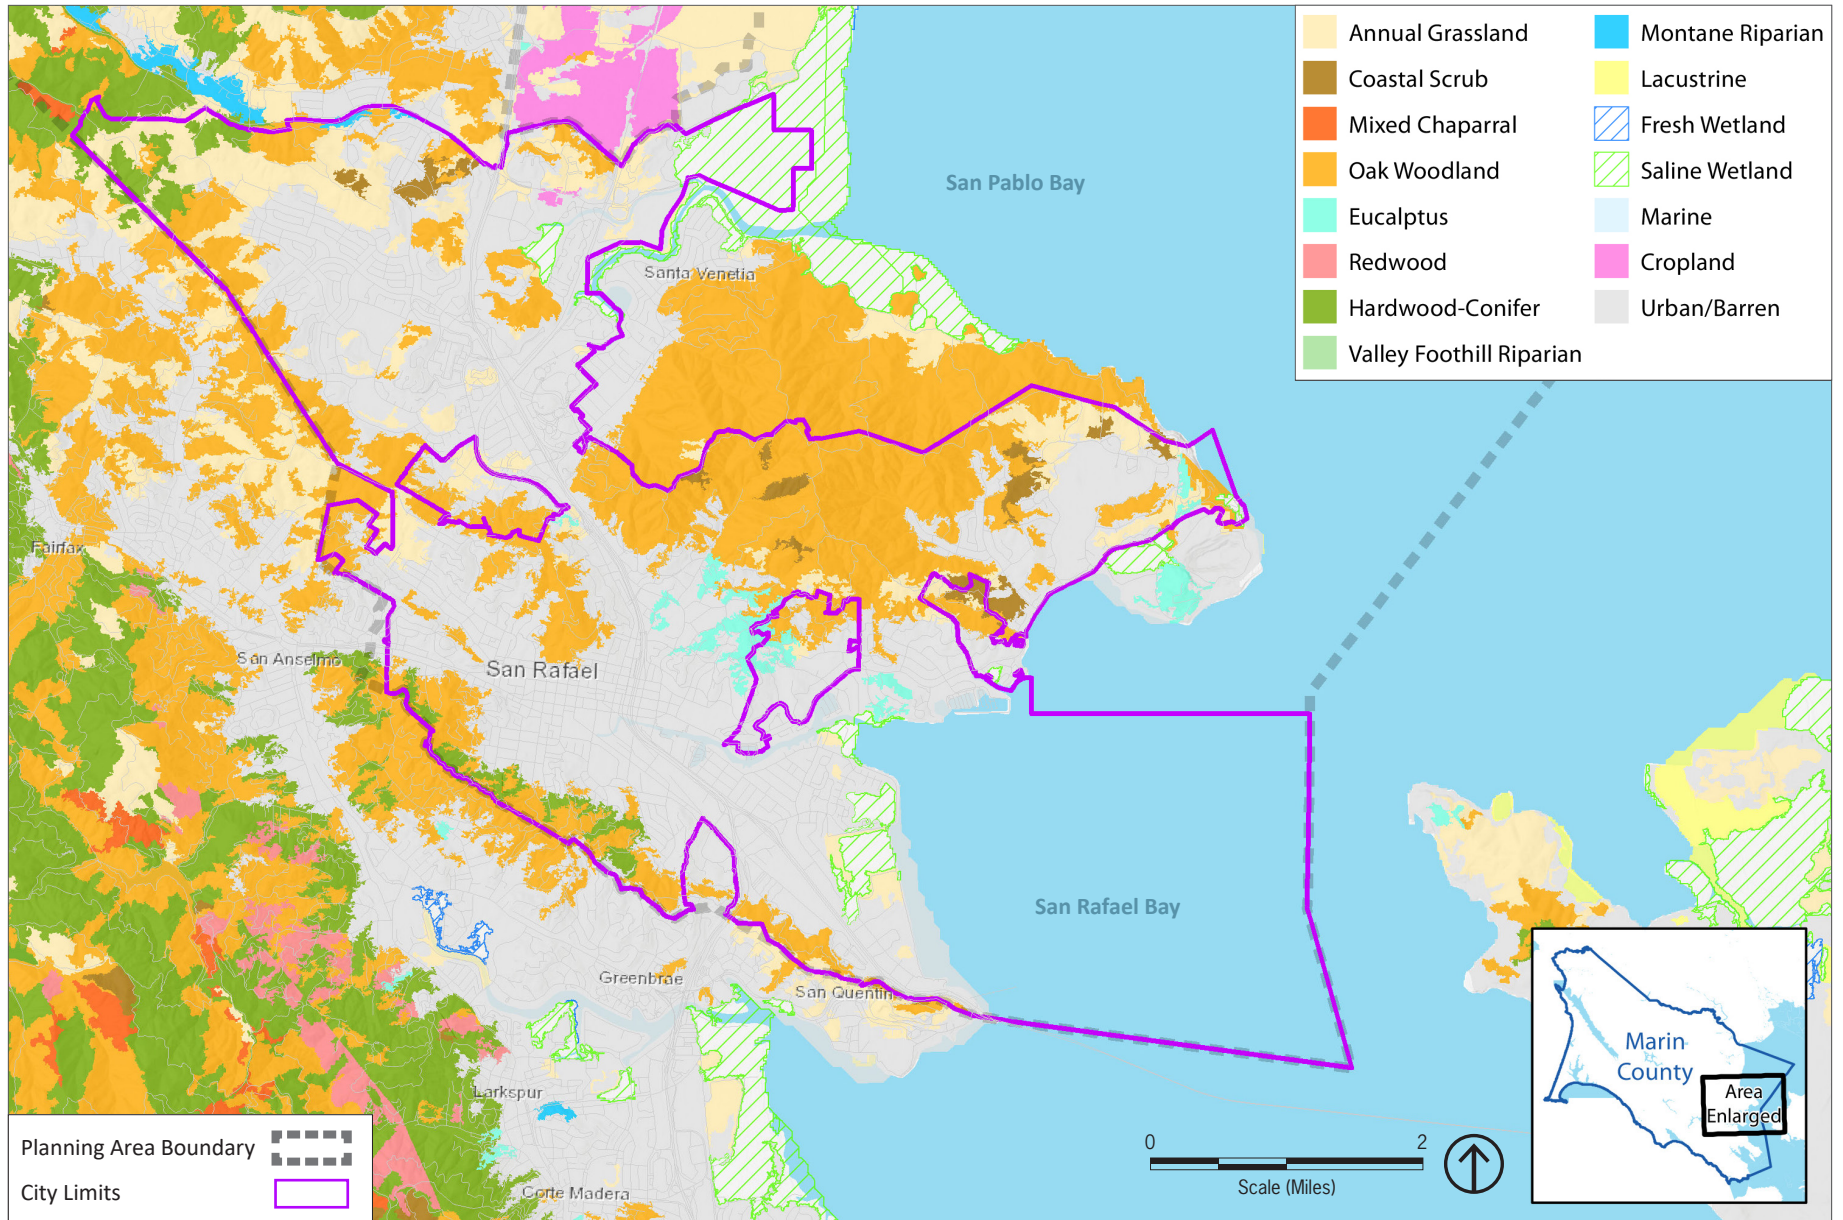 Annual Grassland
Coastal Scrub
Mixed Chaparral
Oak Woodland
Eucalptus
Redwood
Hardwood-Conifer
Valley Foothill Riparian
Montane Riparian
Lacustrine
Fresh Wetland
Saline Wetland
Marine
Cropland
Urban/Barren
San Pablo Bay
Santa Venetia
Fairfax
San Anselmo
San Rafael
San Rafael Bay
Greenbrae
San Quentin
Larkspur
Corte Madera
Planning Area Boundary
City Limits
0
2
Scale (Miles)
Marin
County
Area
Enlarged